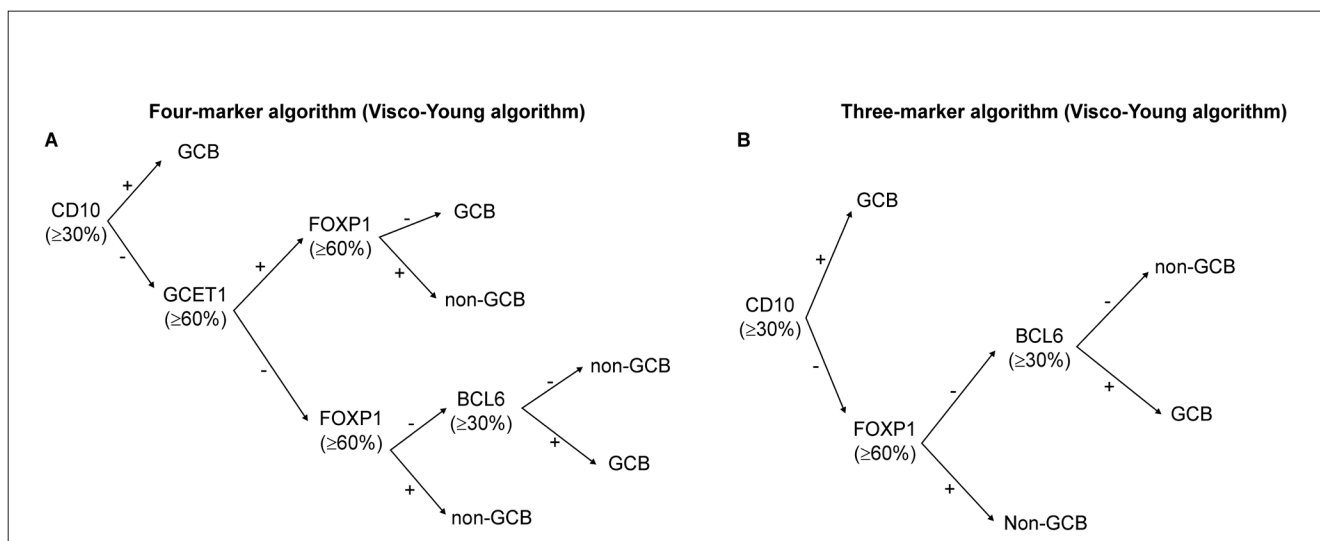 Four-marker algorithm (Visco-Young algorithm)
A
GCB
+
CD10
(≥30%)
-
GCET1
(≥60%)
+
FOXP1
(≥60%)
-
GCB
+
non-GCB
-
FOXP1
(≥60%)
-
BCL6
(≥30%)
-
non-GCB
+
GCB
+
non-GCB
Three-marker algorithm (Visco-Young algorithm)
B
GCB
+
CD10
(≥30%)
-
FOXP1
(≥60%)
-
BCL6
(≥30%)
-
non-GCB
+
GCB
+
Non-GCB